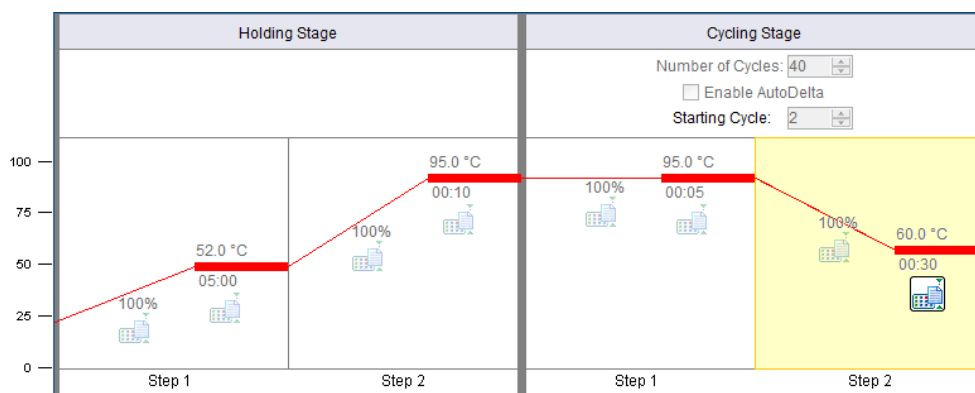 Holding Stage
Cycling Stage
Number of Cycles: 40
Enable AutoDelta
Starting Cycle: 2
100
75
50
25
0
100%
52.0 °C
05:00
100%
95.0 °C
00:10
100%
95.0 °C
00:05
100%
60.0 °C
00:30
Step 1
Step 2
Step 1
Step 2